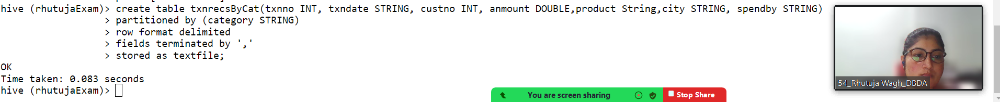 hive (rhutujaExam)> create table txnrecsByCat(txnno INT, txndate STRING, custno INT, anmount DOUBLE,product String,city STRING, spendby STRING)
> partitioned by (category STRING)
> row format delimited
> fields terminated by ','
> stored as textfile;
OK
Time taken: 0.083 seconds
hive (rhutujaExam)>
54_Rhutuja Wagh_DBDA
You are screen sharing
Stop Share